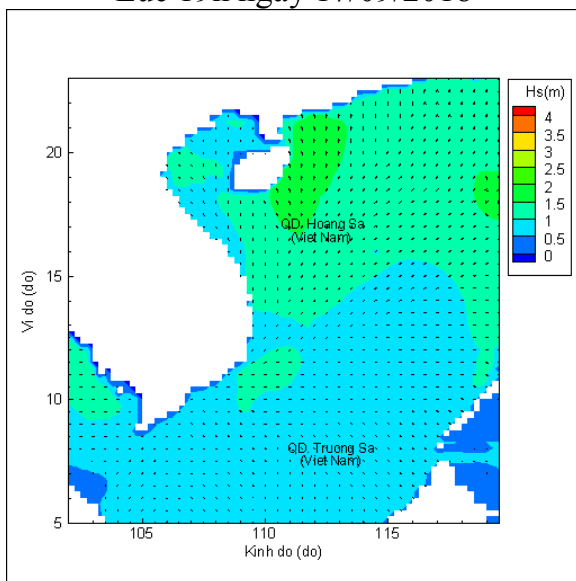 Hs(m)
4
3.5
3
2.5
2
1.5
1
0.5
0
20
15
10
5
Vi do (do)
QD. Hoang Sa
(Viet Nam)
QD. Truong Sa
(Viet Nam)
105
110
115
Kinh do (do)